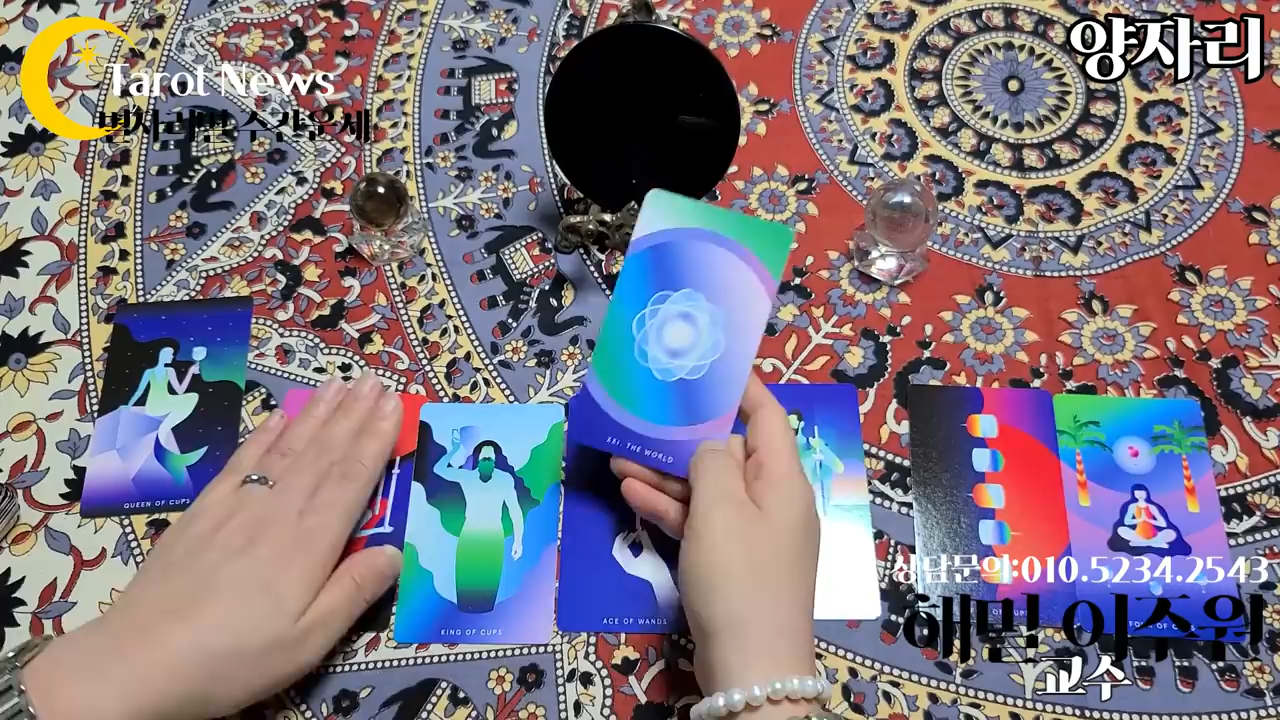 양자리
Tarot News
별자리별 주간운세
QUEEN OF CUPS
XXI. THE WORLD
KING OF CUPS
ACE OF WANDS
상담문의:010.5234.2543
해민 이주원
교수